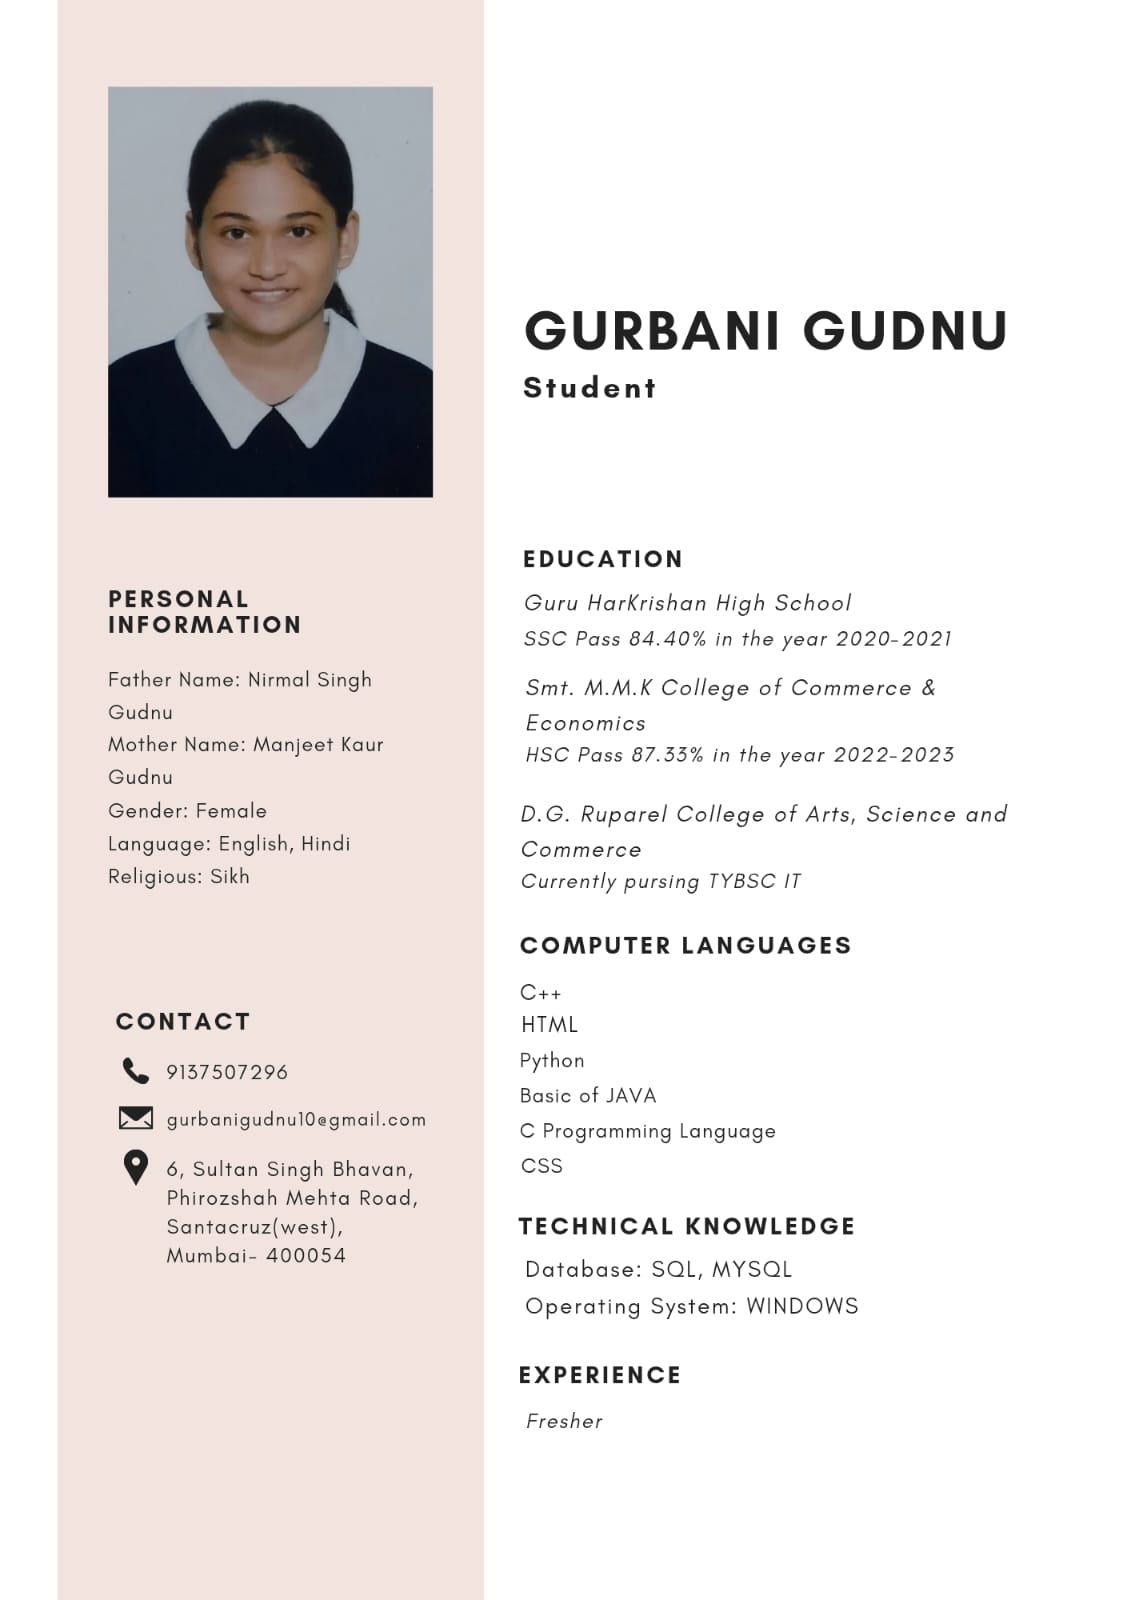 GURBANI GUDNU
Student
PERSONAL
INFORMATION
Father Name: Nirmal Singh
Gudnu
Mother Name: Manjeet Kaur
Gudnu
Gender: Female
Language: English, Hindi
Religious: Sikh
CONTACT
9137507296
gurbanigudnu10@gmail.com
6, Sultan Singh Bhavan,
Phirozshah Mehta Road,
Santacruz(west),
Mumbai- 400054
EDUCATION
Guru HarKrishan High School
SSC Pass 84.40% in the year 2020-2021
Smt. M.M.K College of Commerce &
Economics
HSC Pass 87.33% in the year 2022-2023
D.G. Ruparel College of Arts, Science and
Commerce
Currently pursing TYBSC IT
COMPUTER LANGUAGES
C++
HTML
Python
Basic of JAVA
C Programming Language
CSS
TECHNICAL KNOWLEDGE
Database: SQL, MYSQL
Operating System: WINDOWS
EXPERIENCE
Fresher